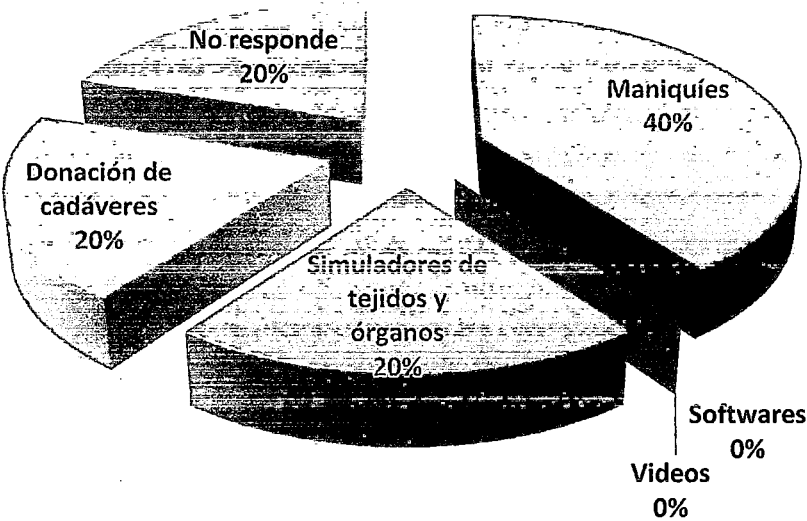 No responde
20%
Maniquíes
40%
Donación de
cadáveres
20%
Simuladores de
tejidos y
órganos
20%
Softwares
0%
Videos
0%